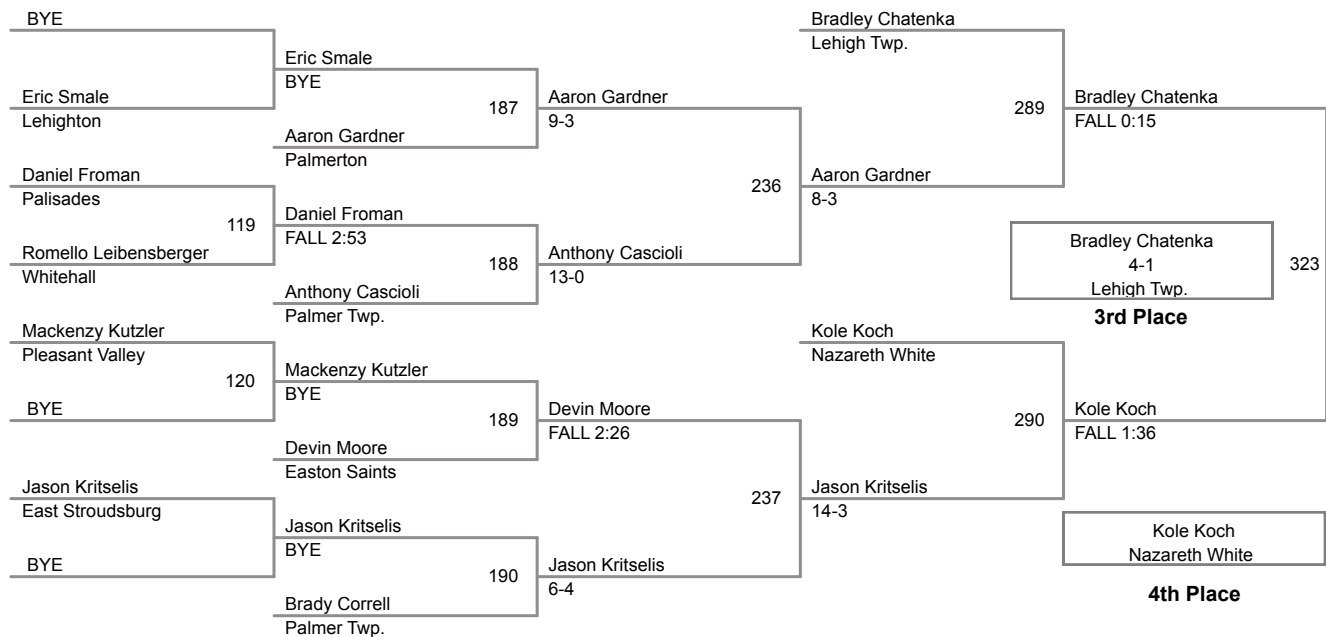 BYE
Eric Smale
Lehighton
Daniel Froman
Palisades
119
Romello Leibensberger
Whitehall
Mackenzy Kutzler
Pleasant Valley
120
BYE
Jason Kritselis
East Stroudsburg
BYE
Eric Smale
BYE
187
Aaron Gardner
Palmerton
Daniel Froman
FALL 2:53
188
Anthony Cascioli
Palmer Twp.
Mackenzy Kutzler
BYE
189
Devin Moore
Easton Saints
Jason Kritselis
BYE
190
Brady Correll
Palmer Twp.
Aaron Gardner
9-3
236
Anthony Cascioli
13-0
Devin Moore
FALL 2:26
237
Jason Kritselis
6-4
Bradley Chatenka
Lehigh Twp.
289
Aaron Gardner
8-3
Kole Koch
Nazareth White
290
Jason Kritselis
14-3
Bradley Chatenka
FALL 0:15
Bradley Chatenka
4-1
Lehigh Twp.
323
3rd Place
Kole Koch
FALL 1:36
Kole Koch
Nazareth White
4th Place